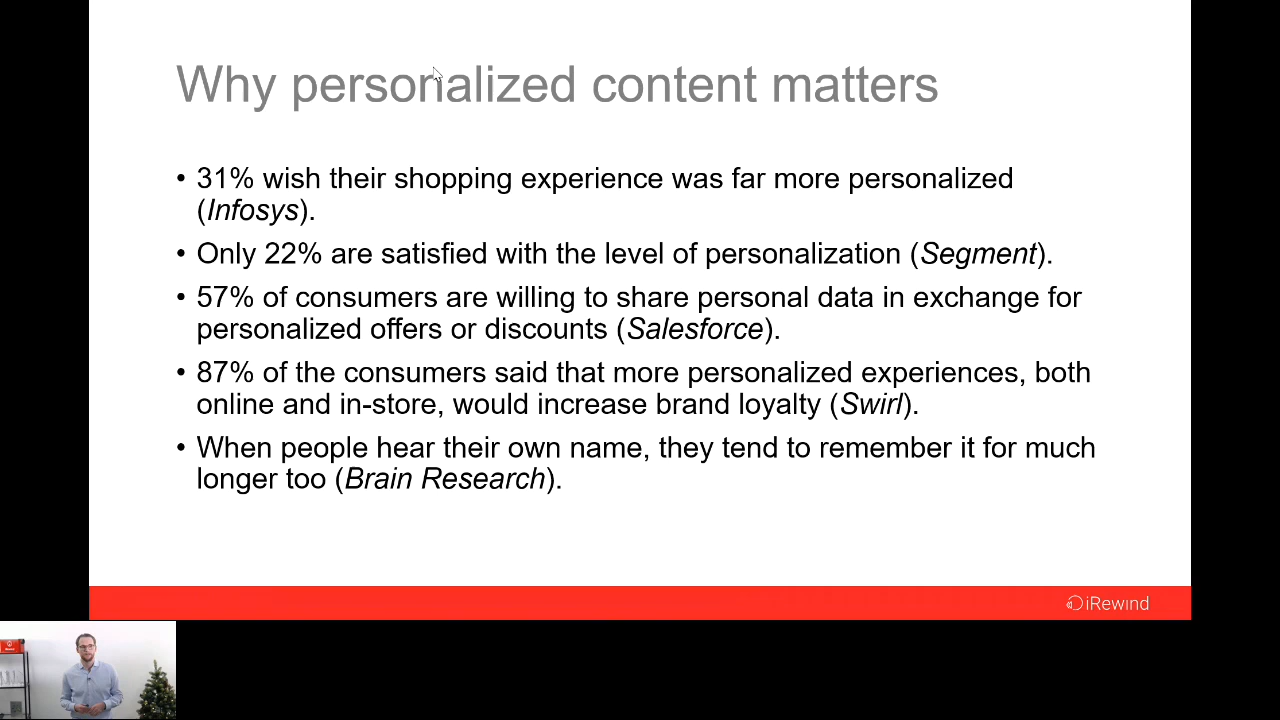 Why personalized content matters
• 31% wish their shopping experience was far more personalized
(Infosys).
• Only 22% are satisfied with the level of personalization (Segment).
• 57% of consumers are willing to share personal data in exchange for
personalized offers or discounts (Salesforce).
• 87% of the consumers said that more personalized experiences, both
online and in-store, would increase brand loyalty (Swirl).
• When people hear their own name, they tend to remember it for much
longer too (Brain Research).
iRewind